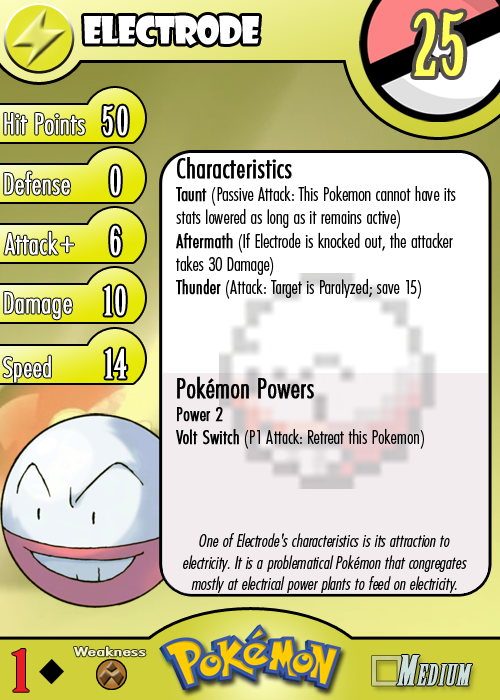 ELECTRODE
25
Hit Points 50
Defense 0
Attack+ 6
Damage 10
Speed 14
Characteristics
Taunt (Passive Attack: This Pokemon cannot have its
stats lowered as long as it remains active)
Aftermath (If Electrode is knocked out, the attacker
takes 30 Damage)
Thunder (Attack: Target is Paralyzed; save 15)
Pokémon Powers
Power 2
Volt Switch (P1 Attack: Retreat this Pokemon)
One of Electrode's characteristics is its attraction to
electricity. It is a problematical Pokémon that congregates
mostly at electrical power plants to feed on electricity.
1
Weakness
POKéMON
MEDIUM